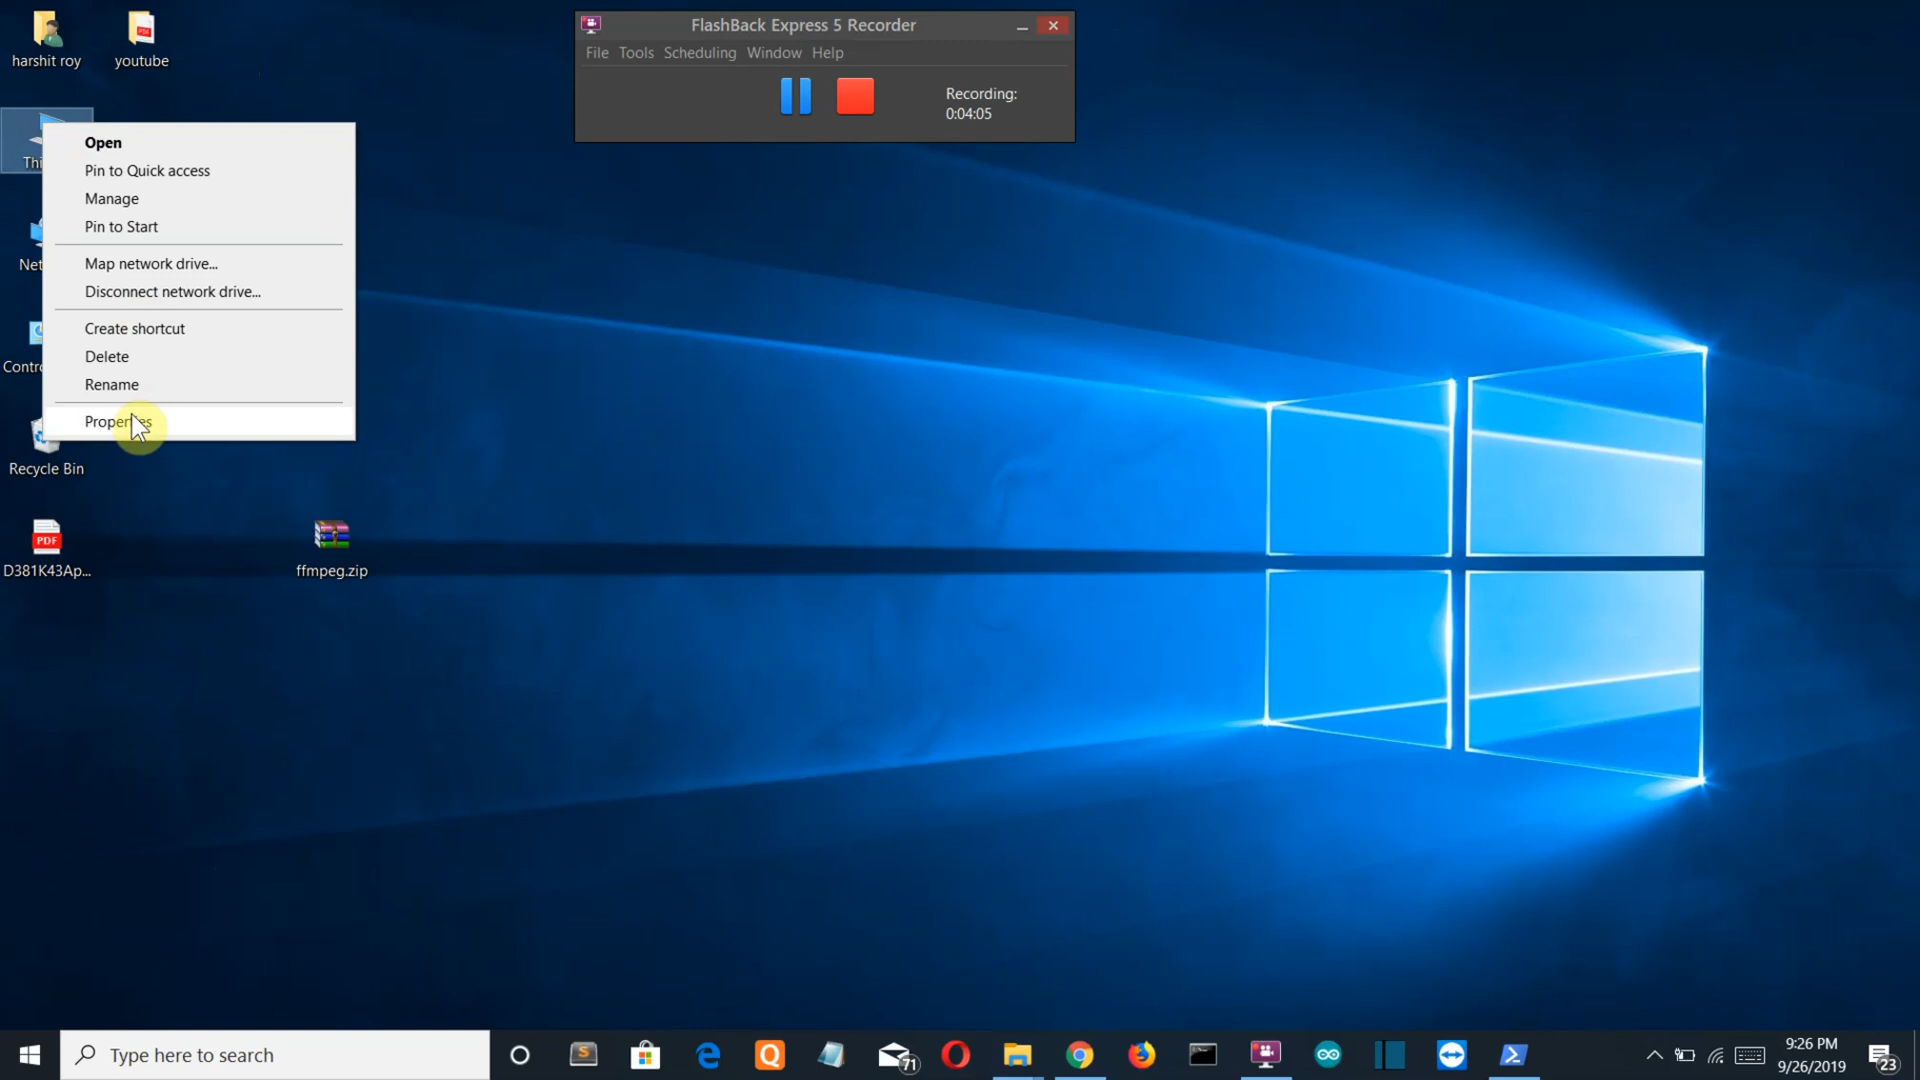 harshit roy
youtube
FlashBack Express 5 Recorder
File Tools Scheduling Window Help
Recording:
0:04:05
Open
Pin to Quick access
Manage
Pin to Start
Map network drive...
Disconnect network drive...
Create shortcut
Delete
Rename
Properties
Recycle Bin
PDF
D381K43Ap...
ffmpeg.zip
Type here to search
71
9:26 PM
9/26/2019
23